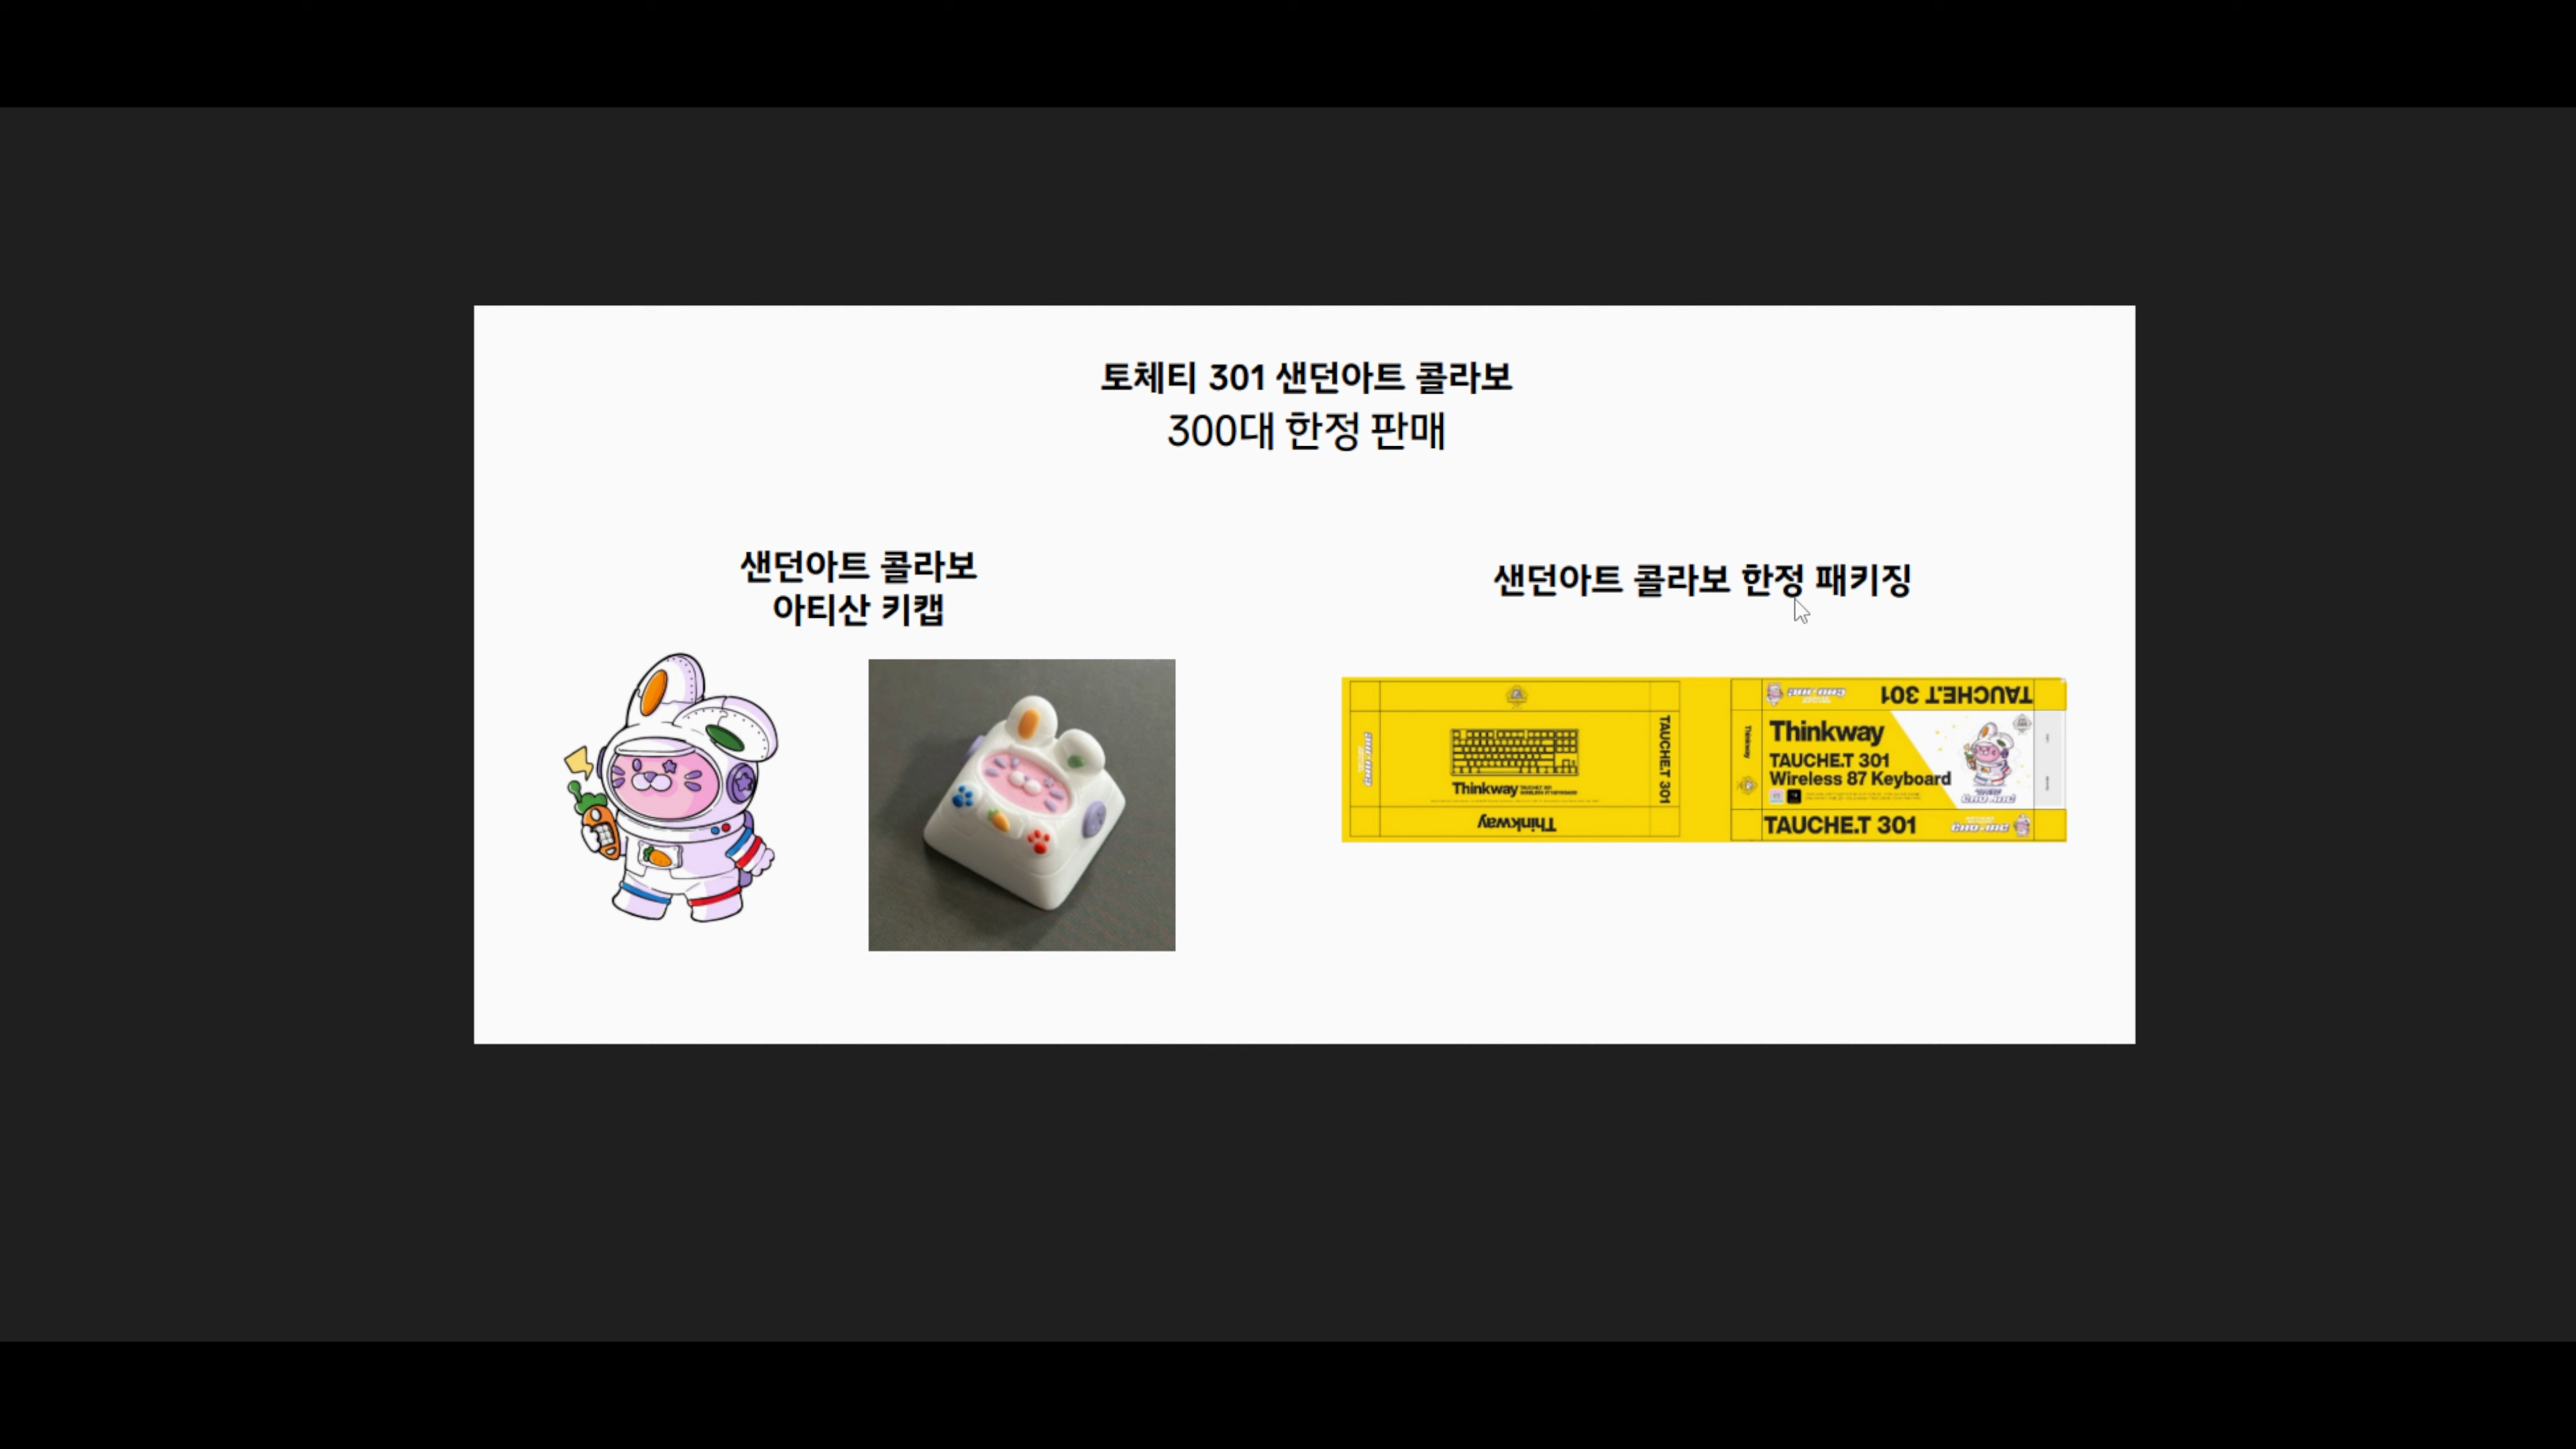 토체티 301 샌던아트 콜라보
300대 한정 판매
샌던아트 콜라보
아티산 키캡
샌던아트 콜라보 한정 패키징
TAUCHE.T 301
Thinkway
Thinkway
TAUCHE.T 301
TAUCHE.T 301
Thinkway
Thinkway
TAUCHE.T 301
Wireless 87 Keyboard
TAUCHE.T 301